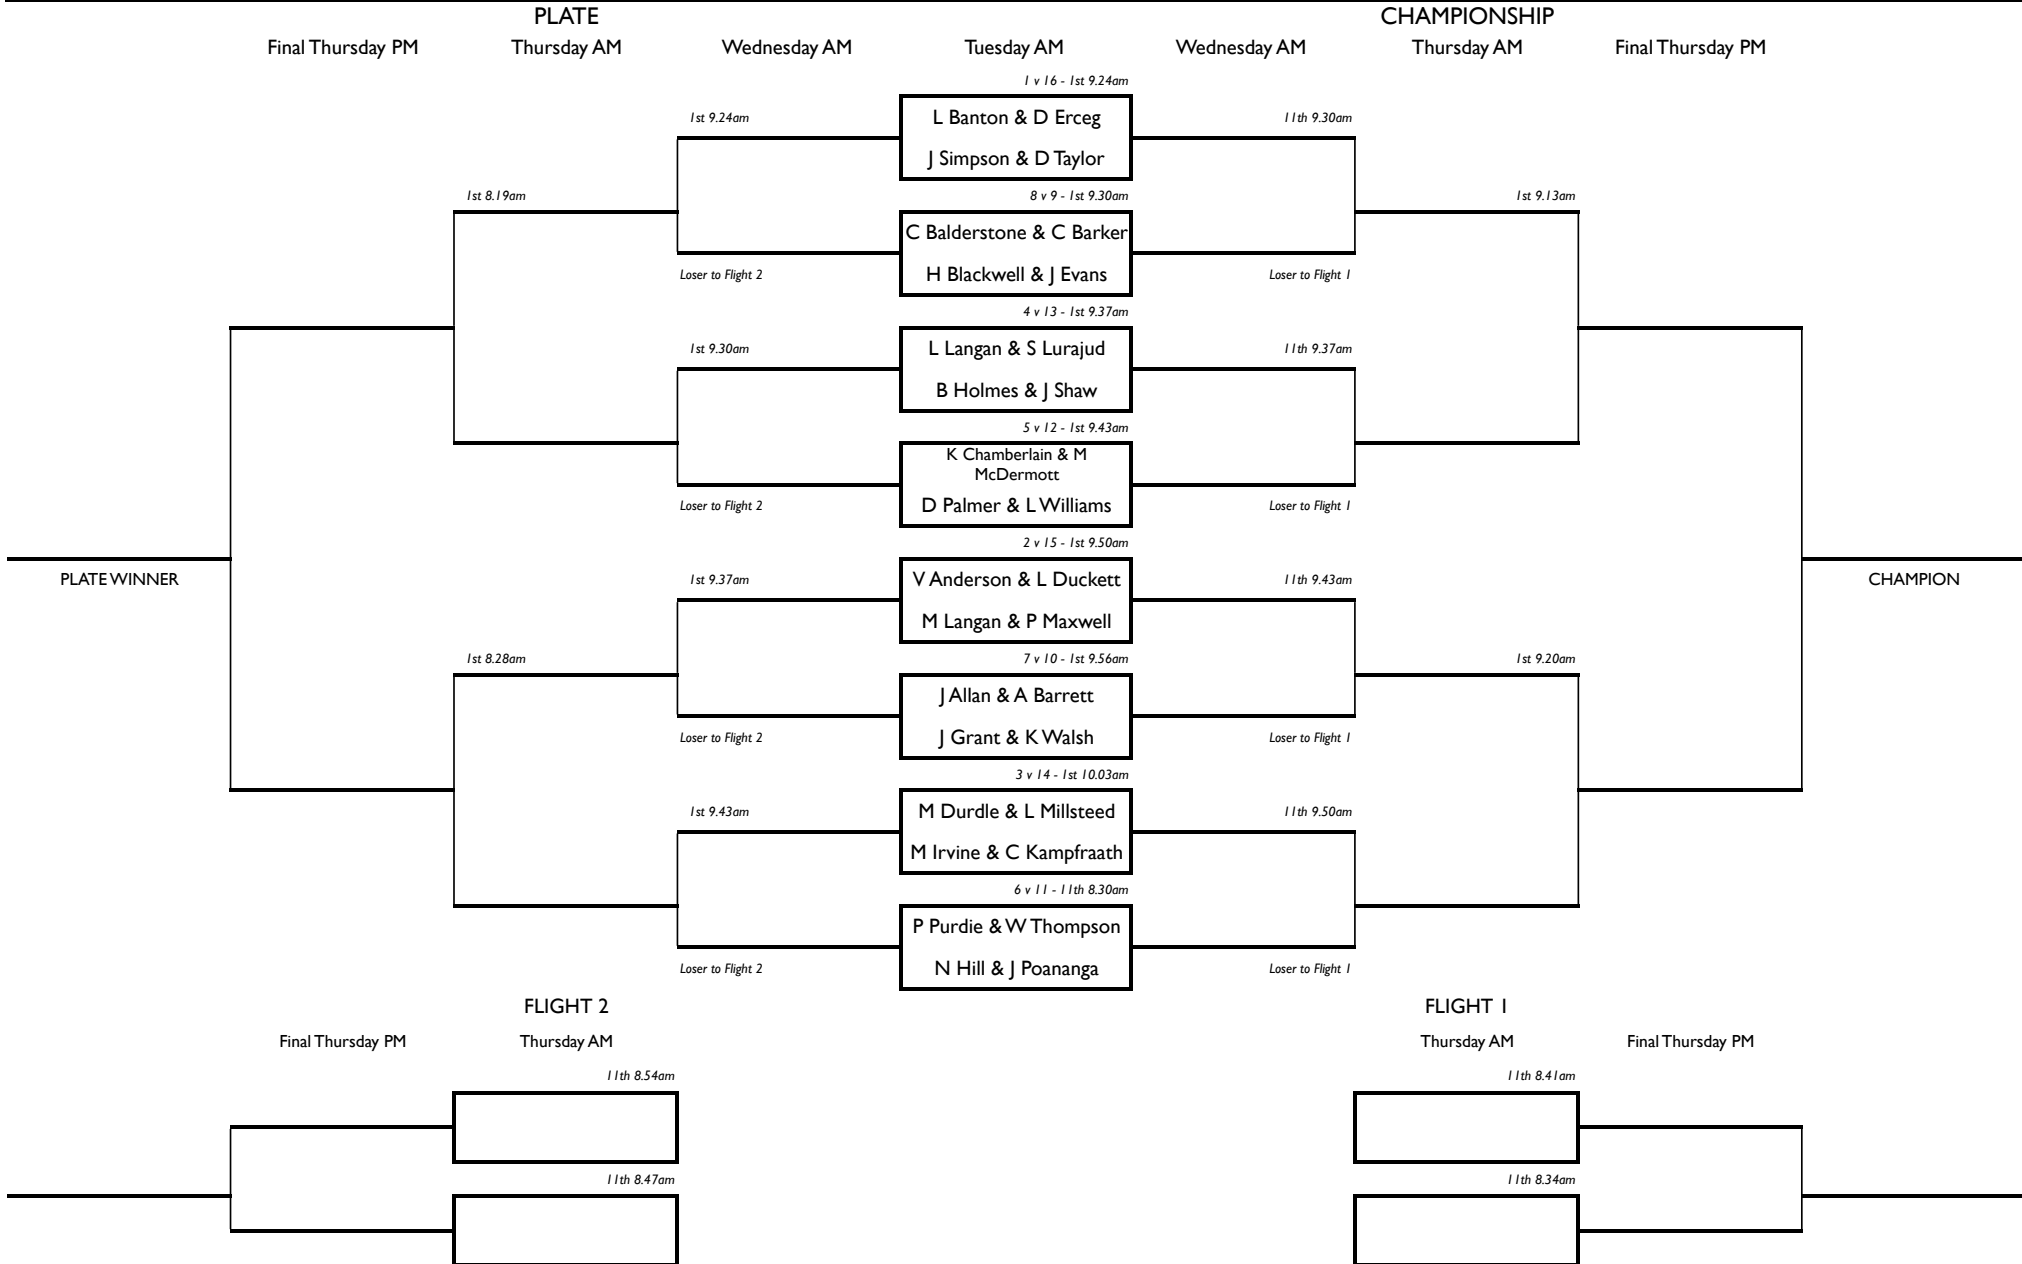 PLATE CHAMPIONSHIP
Final Thursday PM Thursday AM Wednesday AM Tuesday AM Wednesday AM Thursday AM Final Thursday PM
1 v 16 - 1st 9.24am
1st 9.24am L Banton & D Erceg 11th 9.30am
J Simpson & D Taylor
1st 8.19am 8 v 9 - 1st 9.30am 1st 9.13am
C Balderstone & C Barker
Loser to Flight 2 H Blackwell & J Evans Loser to Flight 1
4 v 13 - 1st 9.37am
1st 9.30am L Langan & S Lurajud 11th 9.37am
B Holmes & J Shaw
5 v 12 - 1st 9.43am
K Chamberlain & M
McDermott
Loser to Flight 2 D Palmer & L Williams Loser to Flight 1
2 v 15 - 1st 9.50am
PLATE WINNER 1st 9.37am V Anderson & L Duckett 11th 9.43am CHAMPION
M Langan & P Maxwell
1st 8.28am 7 v 10 - 1st 9.56am 1st 9.20am
J Allan & A Barrett
Loser to Flight 2 J Grant & K Walsh Loser to Flight 1
3 v 14 - 1st 10.03am
1st 9.43am M Durdle & L Millsteed 11th 9.50am
M Irvine & C Kampfraath
6 v 11 - 11th 8.30am
P Purdie & W Thompson
Loser to Flight 2 N Hill & J Poananga Loser to Flight 1
FLIGHT 2 FLIGHT 1
Final Thursday PM Thursday AM Thursday AM Final Thursday PM
11th 8.54am 11th 8.41am
11th 8.47am 11th 8.34am